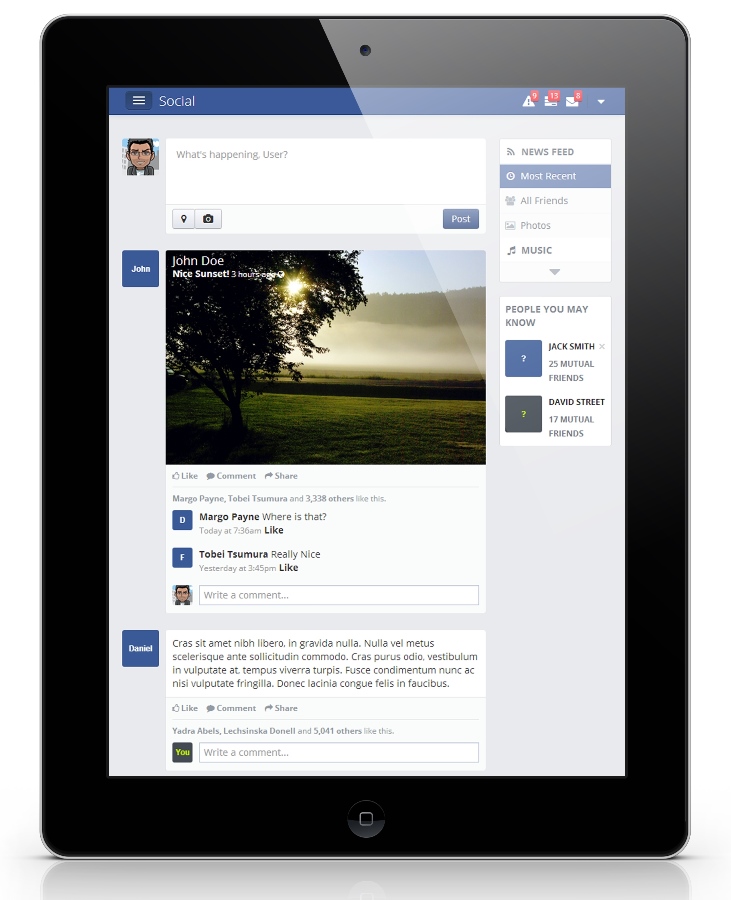 Social
9
13
8
What's happening, User?
Post
NEWS FEED
Most Recent
All Friends
Photos
MUSIC
PEOPLE YOU MAY
KNOW
?
JACK SMITH ×
25 MUTUAL
FRIENDS
?
DAVID STREET
17 MUTUAL
FRIENDS
John
John Doe
Nice Sunset! 3 hours ago
Like Comment Share
Margo Payne, Tobei Tsumura and 3,338 others like this.
D
Margo Payne Where is that?
Today at 7:36am Like
F
Tobei Tsumura Really Nice
Yesterday at 3:45pm Like
Write a comment...
Daniel
Cras sit amet nibh libero, in gravida nulla. Nulla vel metus
scelerisque ante sollicitudin commodo. Cras purus odio, vestibulum
in vulputate at, tempus viverra turpis. Fusce condimentum nunc ac
nisi vulputate fringilla. Donec lacinia congue felis in faucibus.
Like Comment Share
Yadra Abels, Lechsinska Donell and 5,041 others like this.
You
Write a comment...